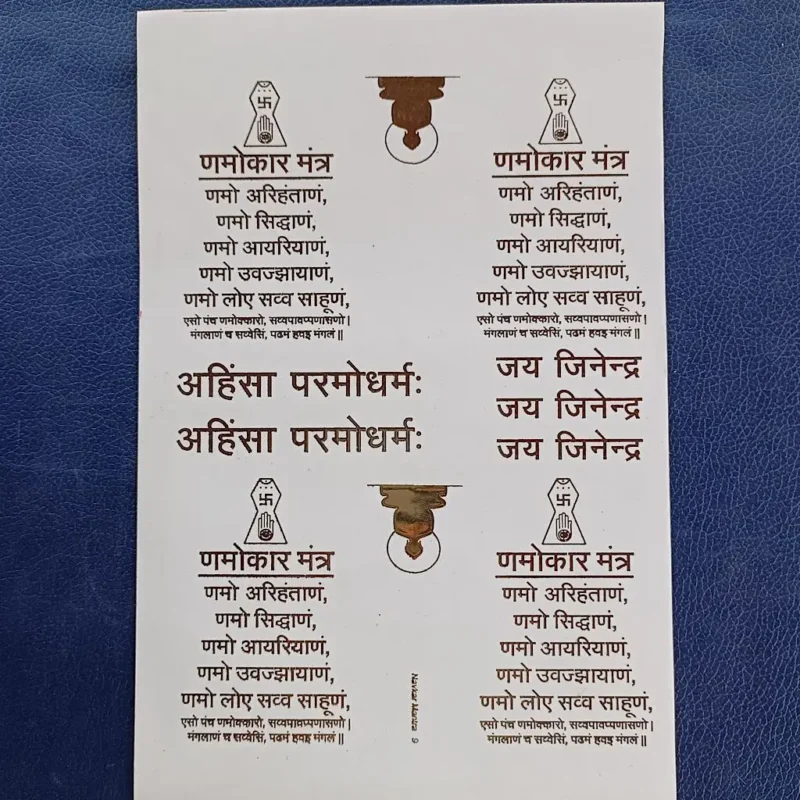 णमोकार मंत्र
णमो अरिहंताणं,
णमो सिद्धाणं,
णमो आयरियाणं,
णमो उवज्झायाणं,
णमो लोए सव्व साहूणं,
एसो पंच णमोक्कारो, सव्वपावप्पणासणो।
मंगलाणं च सव्वेसिं, पढमं हवइ मंगलं॥
णमोकार मंत्र
णमो अरिहंताणं,
णमो सिद्धाणं,
णमो आयरियाणं,
णमो उवज्झायाणं,
णमो लोए सव्व साहूणं,
एसो पंच णमोक्कारो, सव्वपावप्पणासणो।
मंगलाणं च सव्वेसिं, पढमं हवइ मंगलं॥
अहिंसा परमोधर्मः
अहिंसा परमोधर्मः
जय जिनेन्द्र
जय जिनेन्द्र
जय जिनेन्द्र
णमोकार मंत्र
णमो अरिहंताणं,
णमो सिद्धाणं,
णमो आयरियाणं,
णमो उवज्झायाणं,
णमो लोए सव्व साहूणं,
एसो पंच णमोक्कारो, सव्वपावप्पणासणो।
मंगलाणं च सव्वेसिं, पढमं हवइ मंगलं॥
णमोकार मंत्र
णमो अरिहंताणं,
णमो सिद्धाणं,
णमो आयरियाणं,
णमो उवज्झायाणं,
णमो लोए सव्व साहूणं,
एसो पंच णमोक्कारो, सव्वपावप्पणासणो।
मंगलाणं च सव्वेसिं, पढमं हवइ मंगलं॥